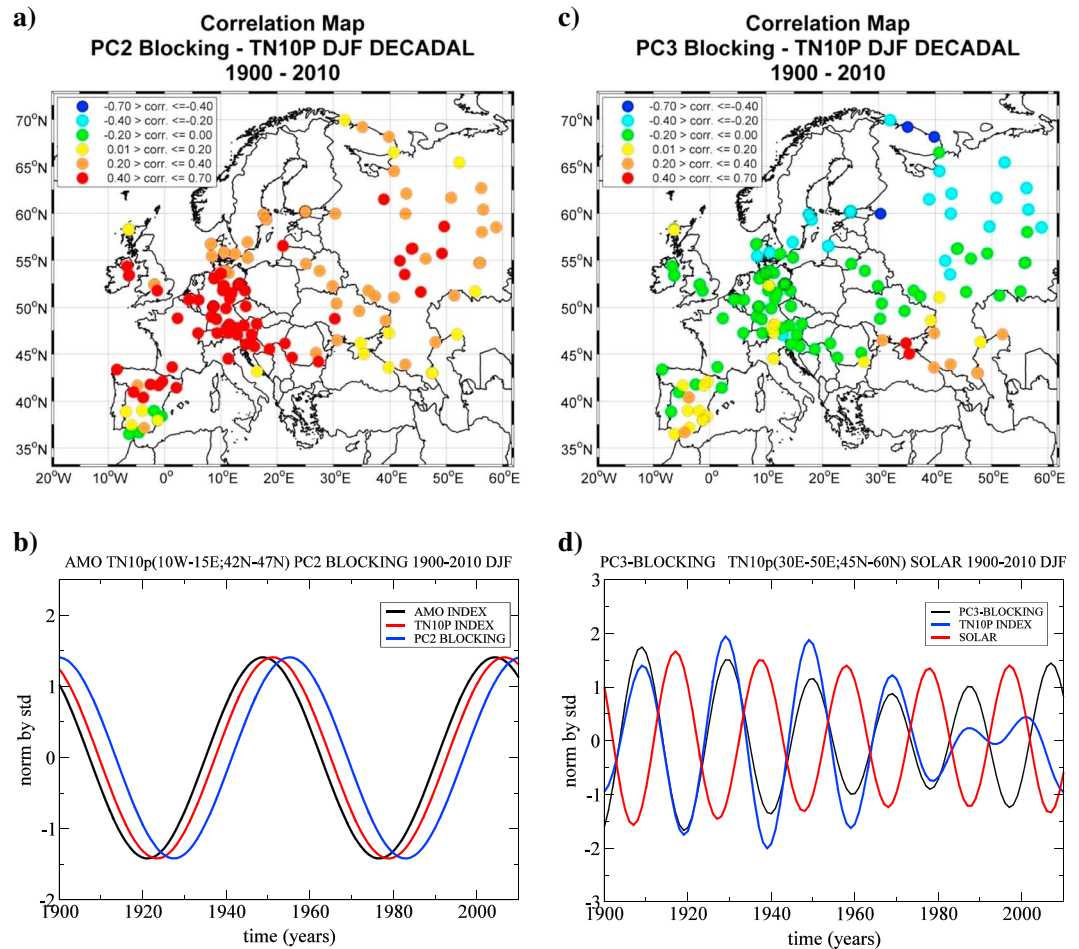 a)
Correlation Map
PC2 Blocking - TN10P DJF DECADAL
1900 - 2010
-0.70 > corr. <=-0.40
-0.40 > corr. <=-0.20
-0.20 > corr. <= 0.00
0.01 > corr. <= 0.20
0.20 > corr. <= 0.40
0.40 > corr. <= 0.70
70°N
65°N
60°N
55°N
50°N
45°N
40°N
35°N
20°W
10°W
0°
10°E
20°E
30°E
40°E
50°E
60°E
c)
Correlation Map
PC3 Blocking - TN10P DJF DECADAL
1900 - 2010
-0.70 > corr. <=-0.40
-0.40 > corr. <=-0.20
-0.20 > corr. <= 0.00
0.01 > corr. <= 0.20
0.20 > corr. <= 0.40
0.40 > corr. <= 0.70
70°N
65°N
60°N
55°N
50°N
45°N
40°N
35°N
20°W
10°W
0°
10°E
20°E
30°E
40°E
50°E
60°E
b)
AMO TN10p(10W-15E;42N-47N) PC2 BLOCKING 1900-2010 DJF
AMO INDEX
TN10P INDEX
PC2 BLOCKING
norm by std
2
1
0
-1
-2
1900
1920
1940
1960
1980
2000
time (years)
d)
PC3-BLOCKING TN10p(30E-50E;45N-60N) SOLAR 1900-2010 DJF
PC3-BLOCKING
TN10P INDEX
SOLAR
norm by std
3
2
1
0
-1
-2
-3
1900
1920
1940
1960
1980
2000
time (years)